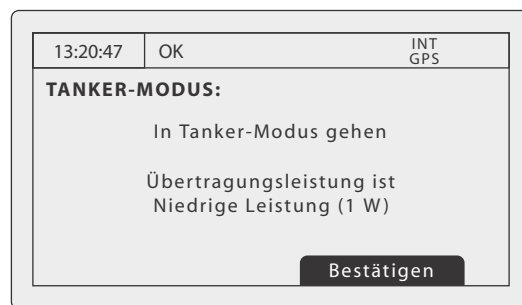 13:20:47 OK INT
GPS
TANKER-MODUS:
In Tanker-Modus gehen
Übertragungsleistung ist
Niedrige Leistung (1 W)
Bestätigen